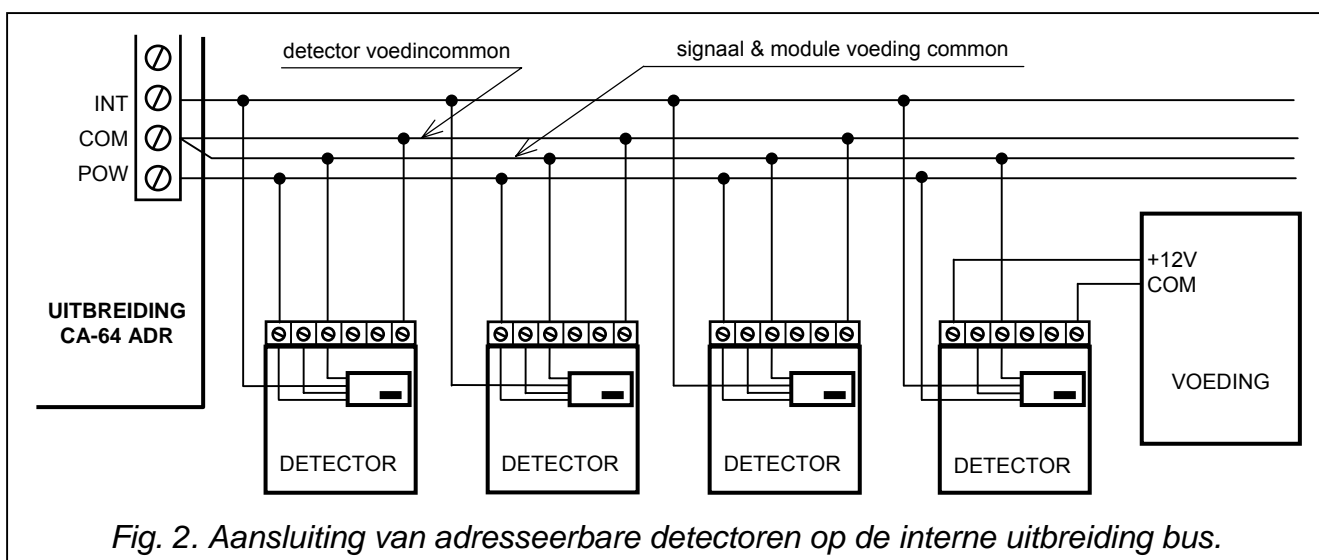 detector voedincommon
signaal & module voeding common
INT
COM
POW
+12V
COM
UITBREIDING
CA-64 ADR
VOEDING
DETECTOR
DETECTOR
DETECTOR
DETECTOR
Fig. 2. Aansluiting van adresseerbare detectoren op de interne uitbreiding bus.